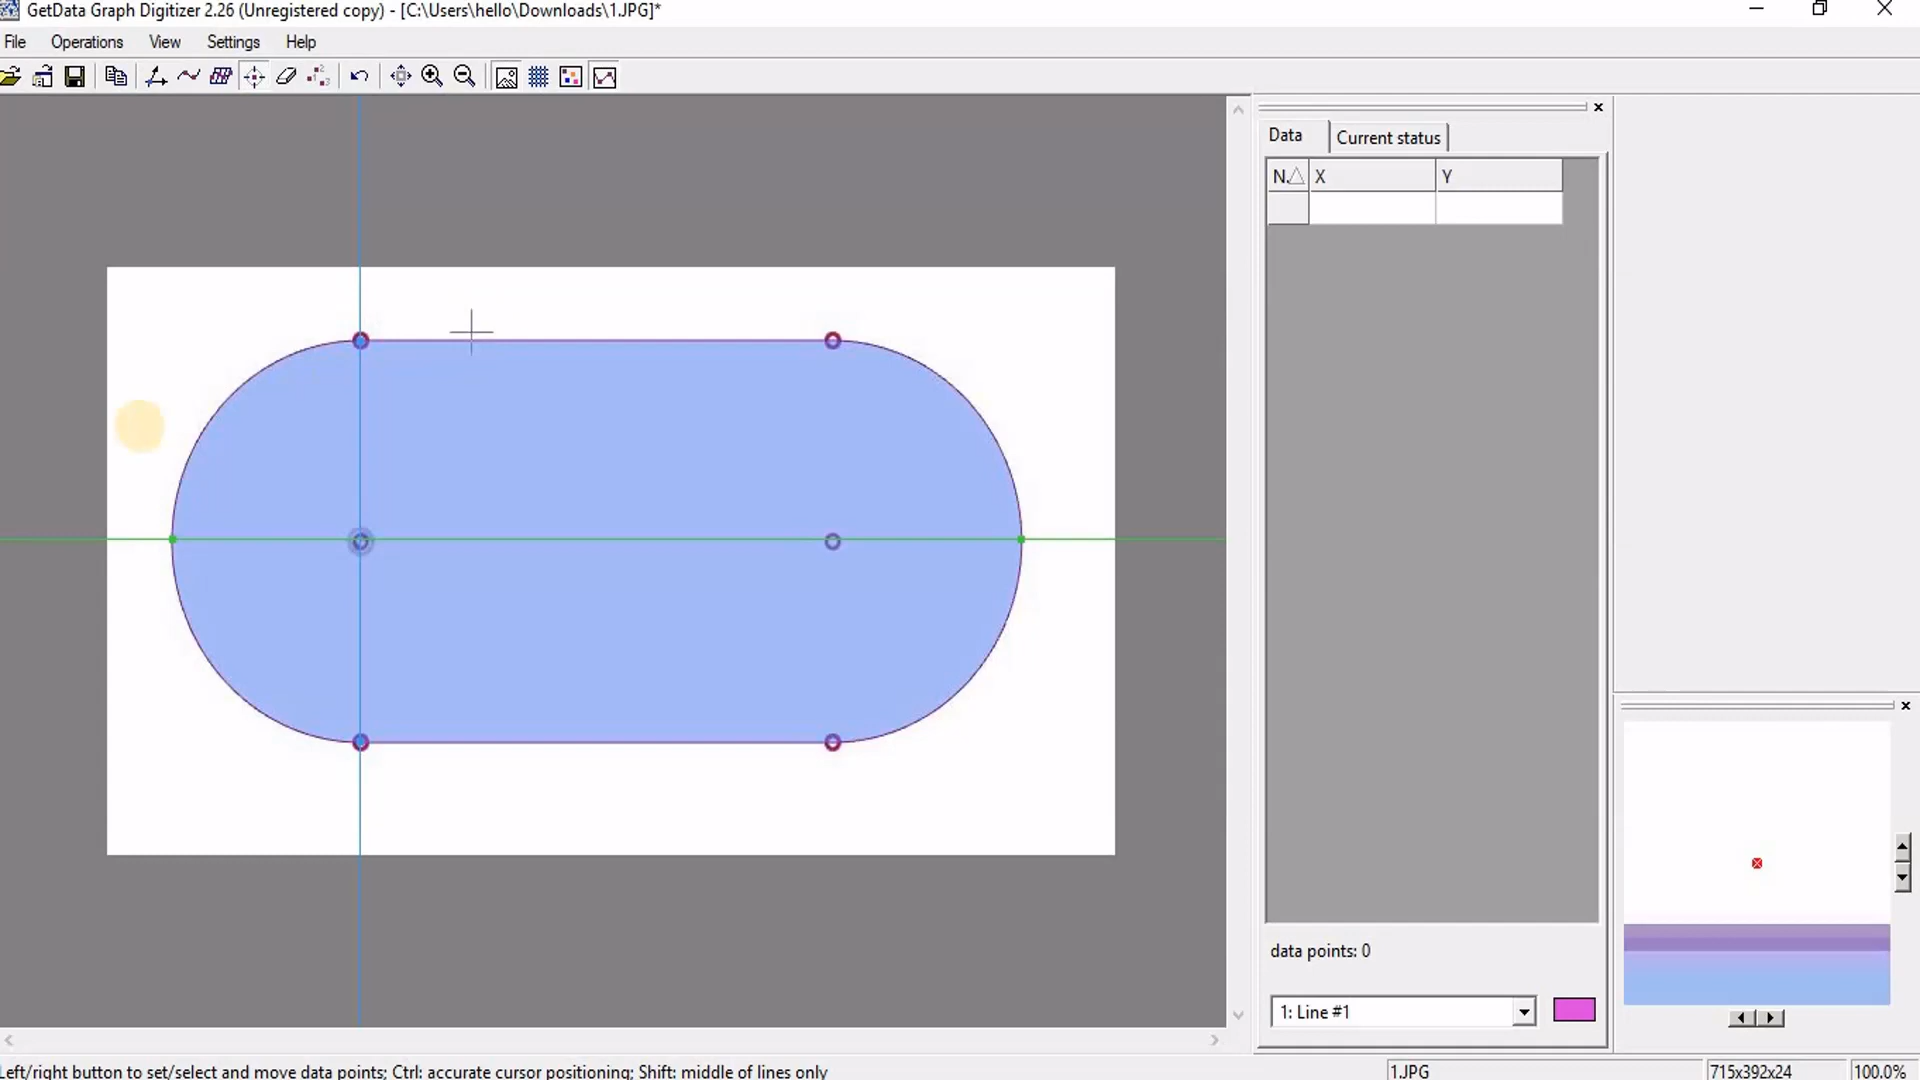 GetData Graph Digitizer 2.26 (Unregistered copy) - [C:\Users\hello\Downloads\1.JPG]*
File Operations View Settings Help
Data Current status
N. X Y
data points: 0
1: Line #1
Left/right button to set/select and move data points; Ctrl: accurate cursor positioning; Shift: middle of lines only 1.JPG 715x392x24 100.0%